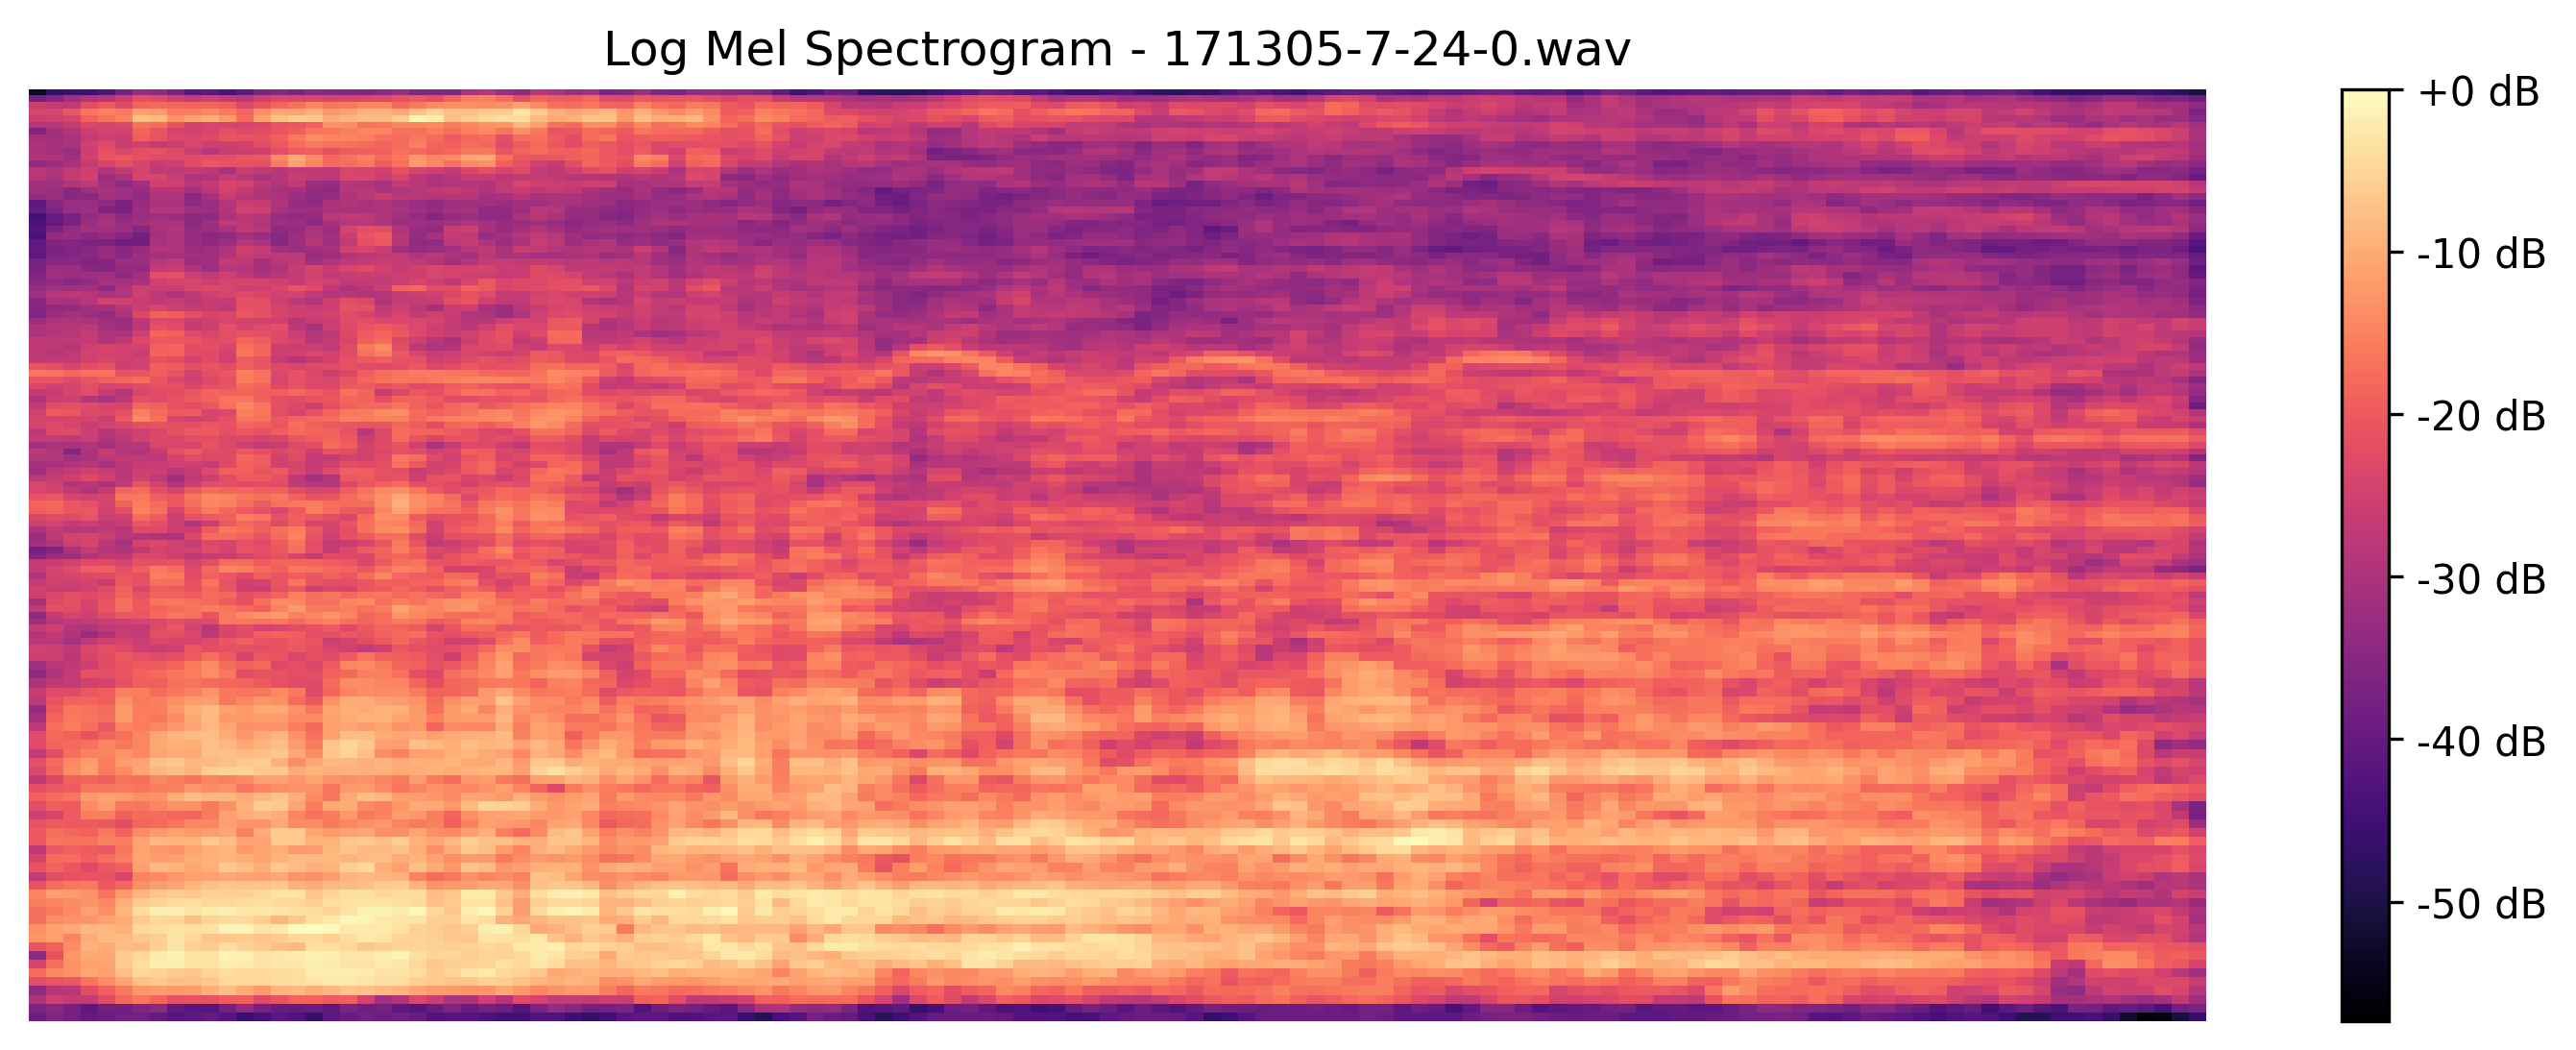 Log Mel Spectrogram - 171305-7-24-0.wav
+0 dB
-10 dB
-20 dB
-30 dB
-40 dB
-50 dB